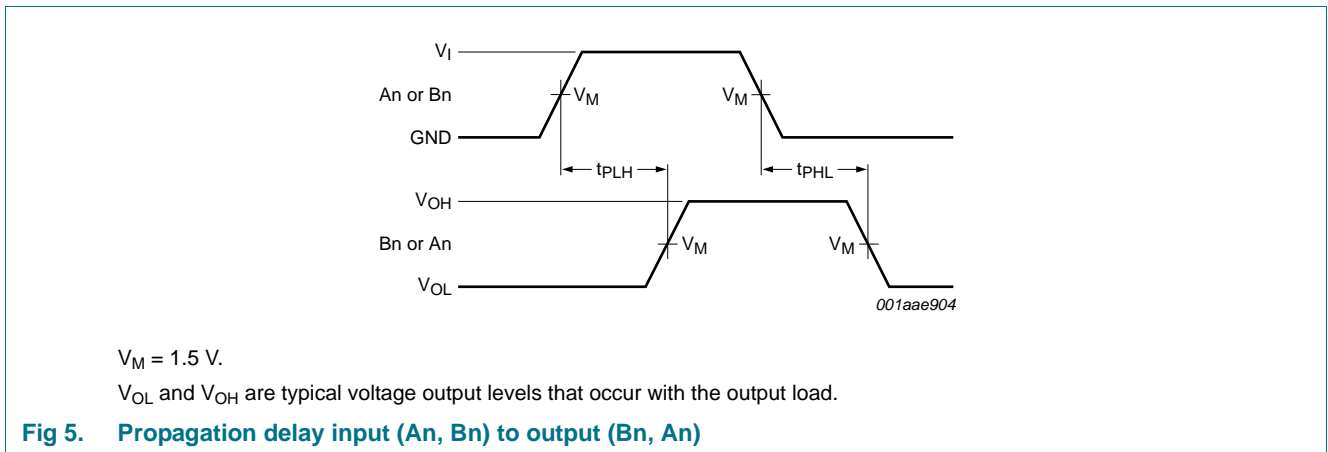 V_I
An or Bn
V_M
V_M
GND
t_PLH
t_PHL
V_OH
Bn or An
V_M
V_M
V_OL
001aae904
V_M = 1.5 V.
V_OL and V_OH are typical voltage output levels that occur with the output load.
Fig 5. Propagation delay input (An, Bn) to output (Bn, An)